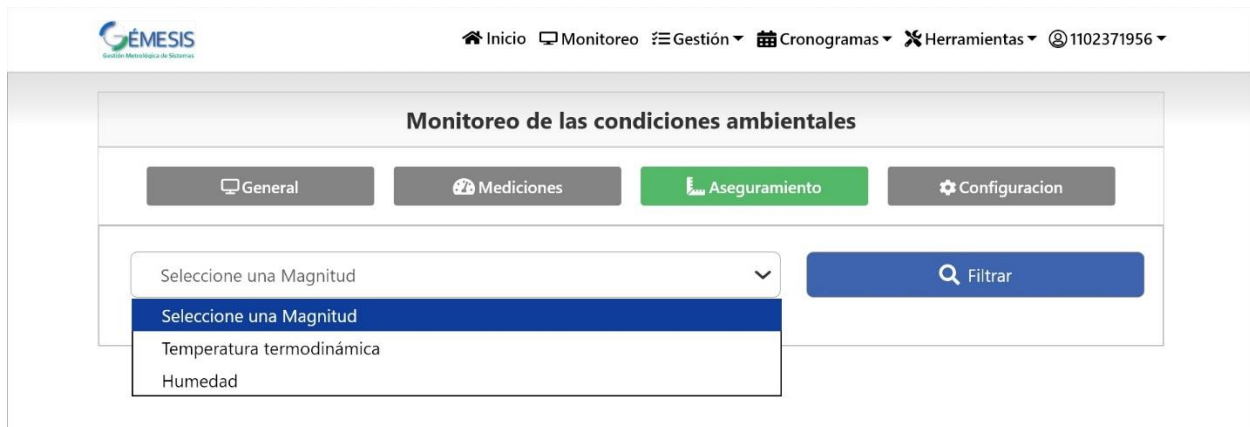 GÉMESIS
Gestión Metrológica de Sistemas
Inicio Monitoreo Gestión Cronogramas Herramientas 1102371956
Monitoreo de las condiciones ambientales
General Mediciones Aseguramiento Configuracion
Seleccione una Magnitud Filtrar
Seleccione una Magnitud
Temperatura termodinámica
Humedad